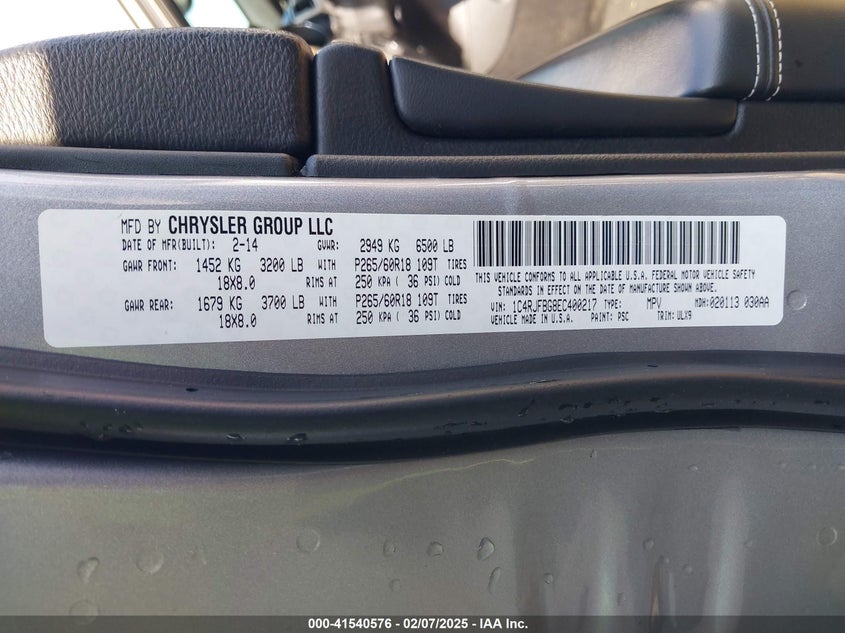 MFD BY CHRYSLER GROUP LLC
DATE OF MFR(BUILT): 2-14 GVWR: 2949 KG 6500 LB
GAWR FRONT: 1452 KG 3200 LB WITH P265/60R18 109T TIRES
18X8.0 RIMS AT 250 KPA ( 36 PSI) COLD
GAWR REAR: 1679 KG 3700 LB WITH P265/60R18 109T TIRES
18X8.0 RIMS AT 250 KPA ( 36 PSI) COLD
THIS VEHICLE CONFORMS TO ALL APPLICABLE U.S.A. FEDERAL MOTOR VEHICLE SAFETY
STANDARDS IN EFFECT ON THE DATE OF MANUFACTURE SHOWN ABOVE.
VIN: 1C4RJFBG8EC400217 TYPE: MPV MDH:020113 030AA
VEHICLE MADE IN U.S.A. PAINT: PSC TRIM: ULX9
000-41540576 - 02/07/2025 - IAA Inc.